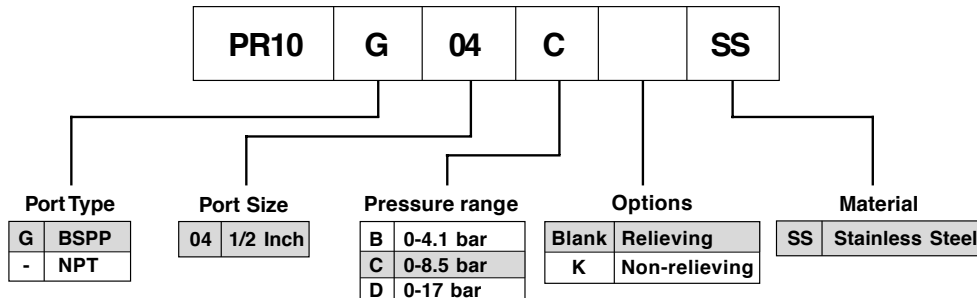 PR10 G 04 C SS
Port Type
G BSPP
- NPT
Port Size
04 1/2 Inch
Pressure range
B 0-4.1 bar
C 0-8.5 bar
D 0-17 bar
Options
Blank Relieving
K Non-relieving
Material
SS Stainless Steel